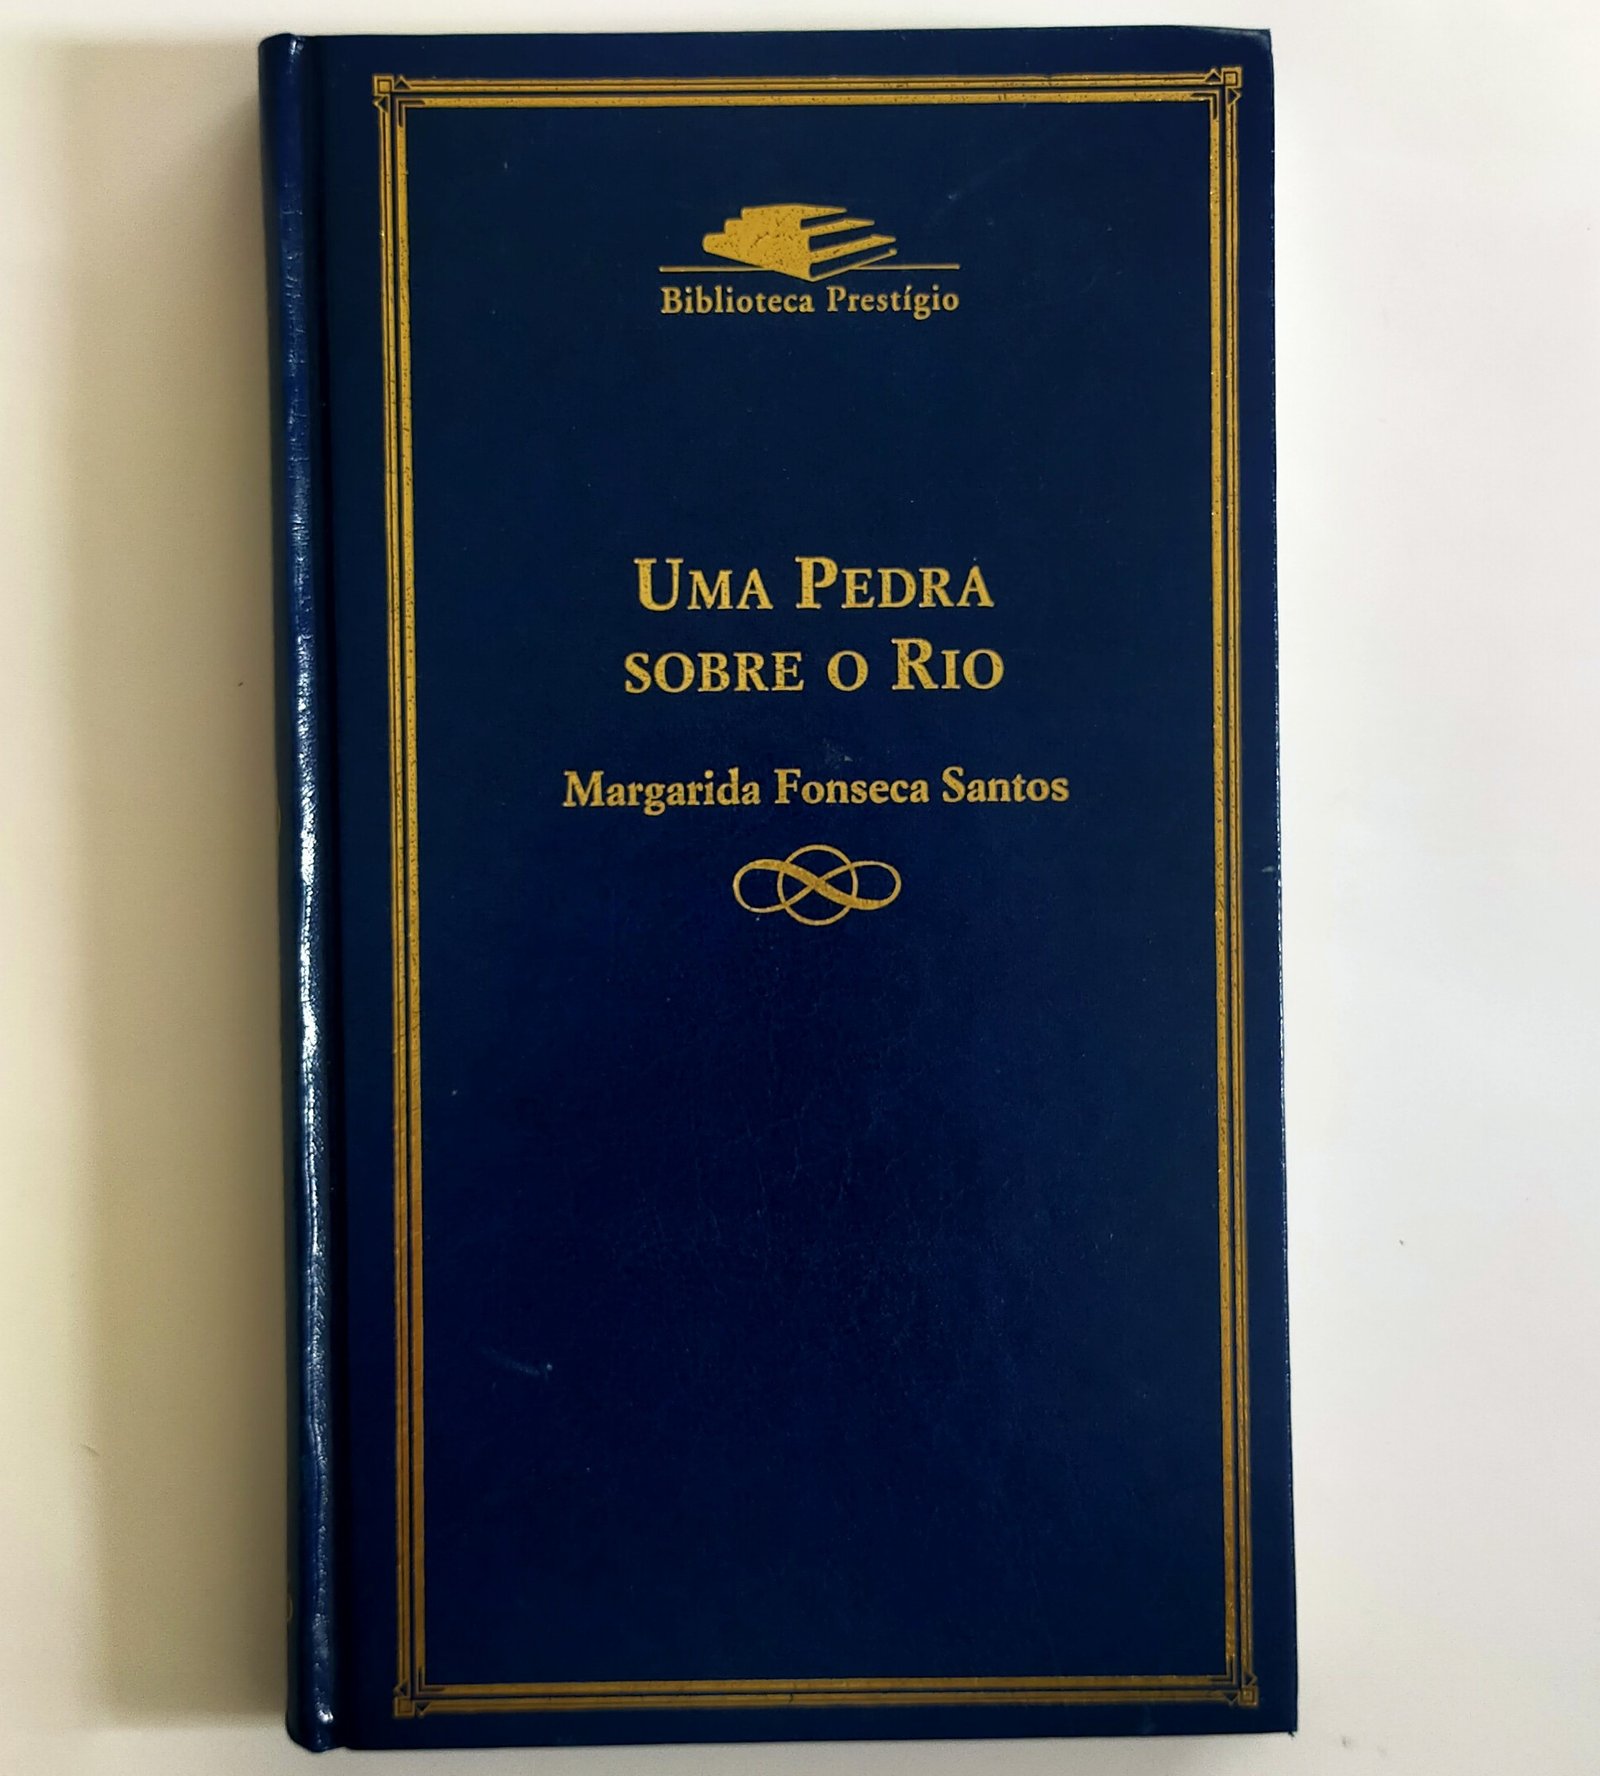 Biblioteca Prestígio
UMA PEDRA
SOBRE O RIO
Margarida Fonseca Santos